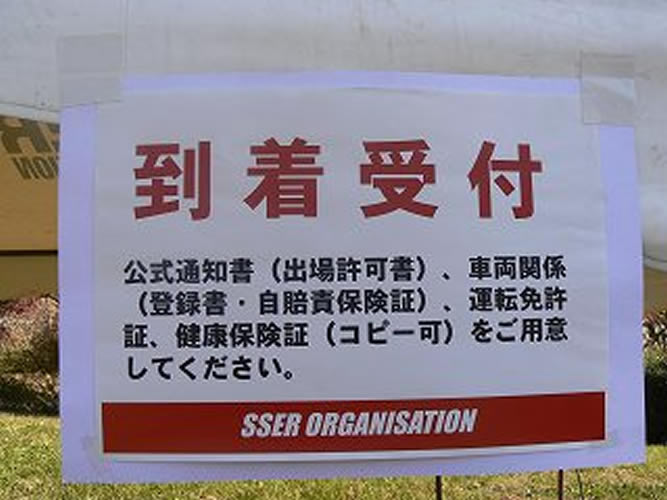 到着受付
公式通知書（出場許可書）、車両関係
（登録書・自賠責保険証）、運転免許
証、健康保険証（コピー可）をご用意
してください。
SSER ORGANISATION